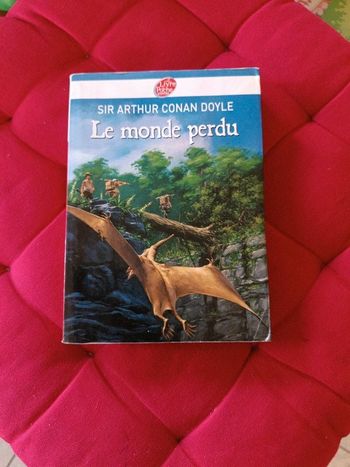 SIR ARTHUR CONAN DOYLE
Le monde perdu